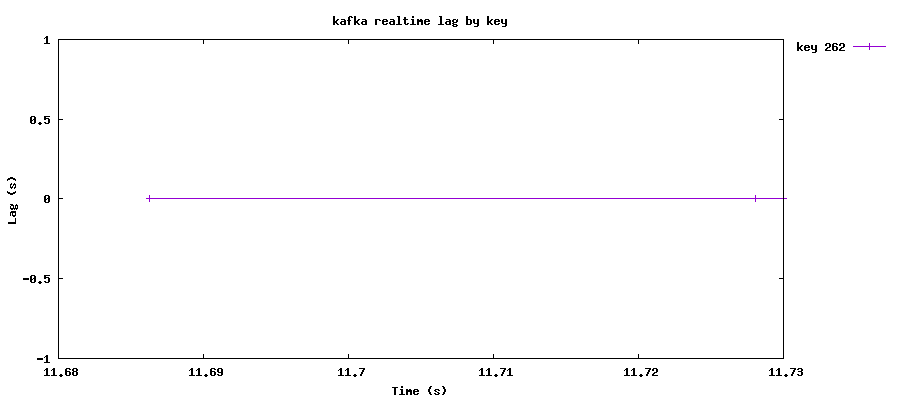 kafka realtime lag by key
key 262
1
0.5
0
-0.5
-1
Lag (s)
11.68 11.69 11.7 11.71 11.72 11.73
Time (s)